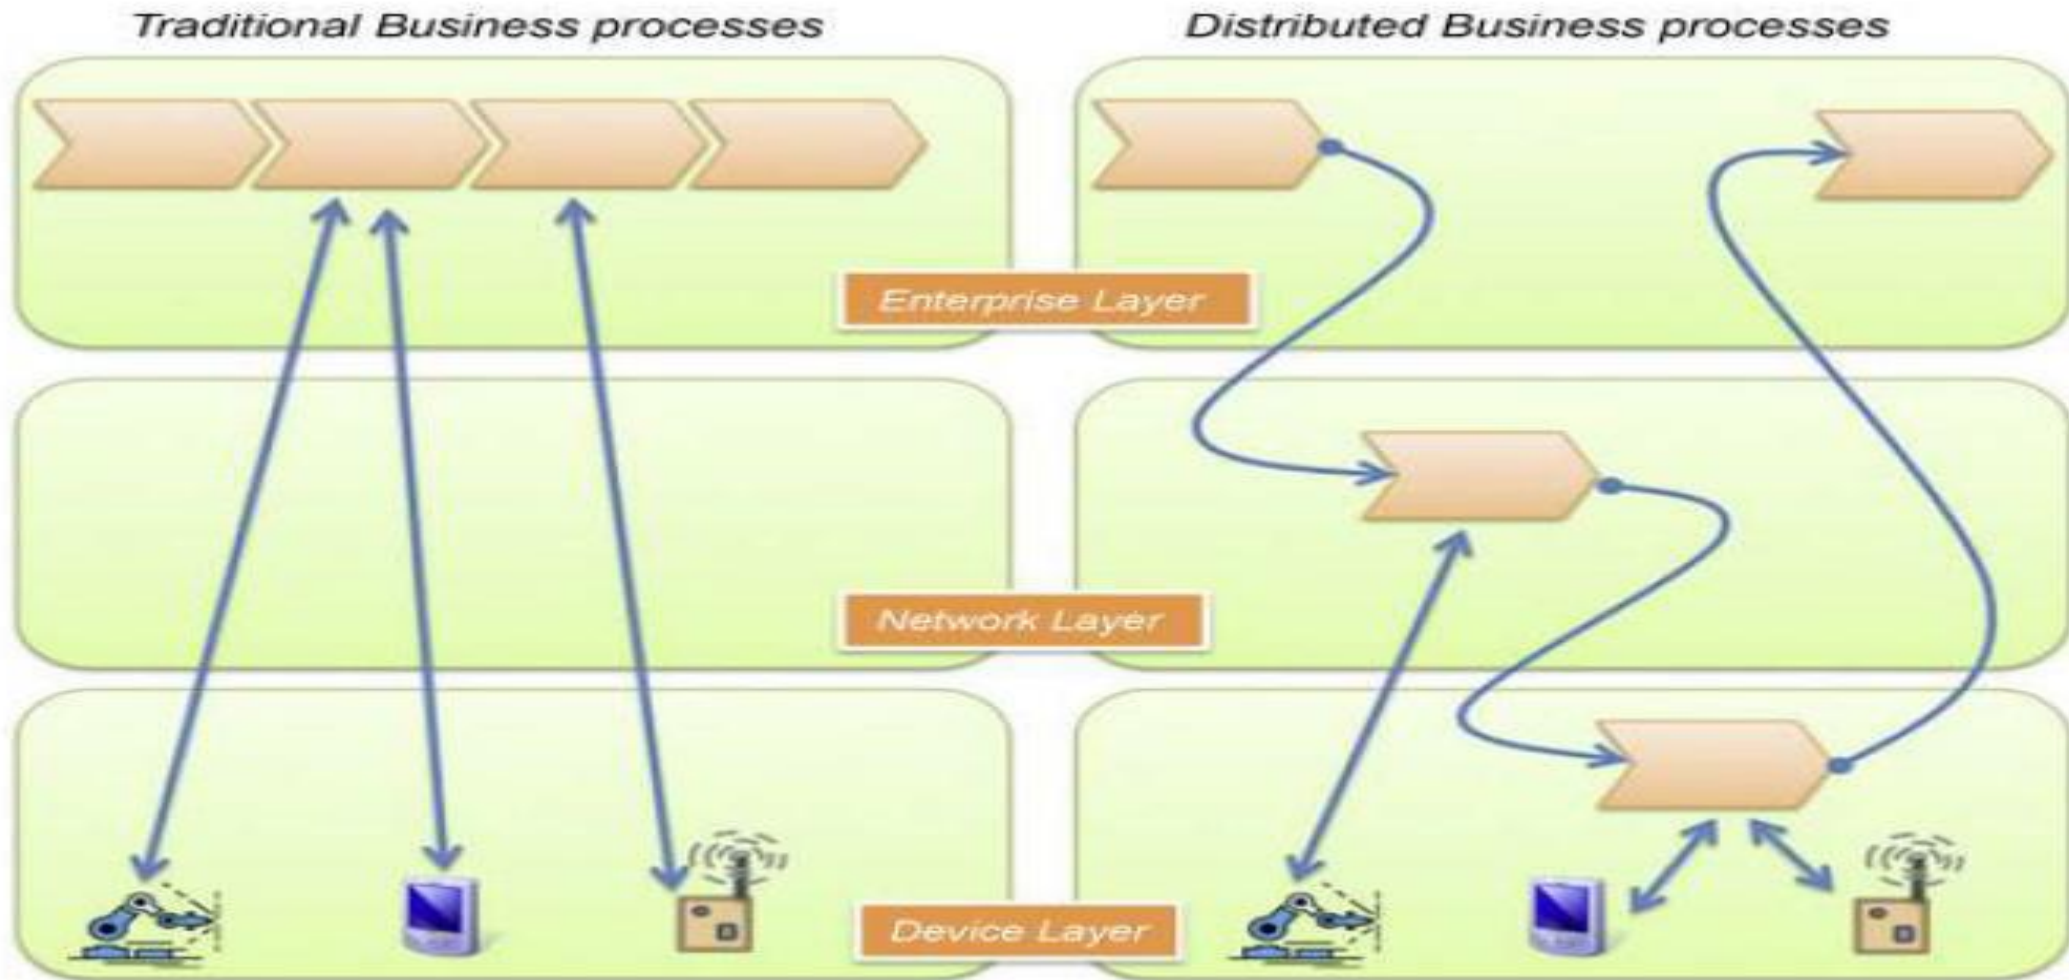 Traditional Business processes
Distributed Business processes
Enterprise Layer
Network Layer
Device Layer